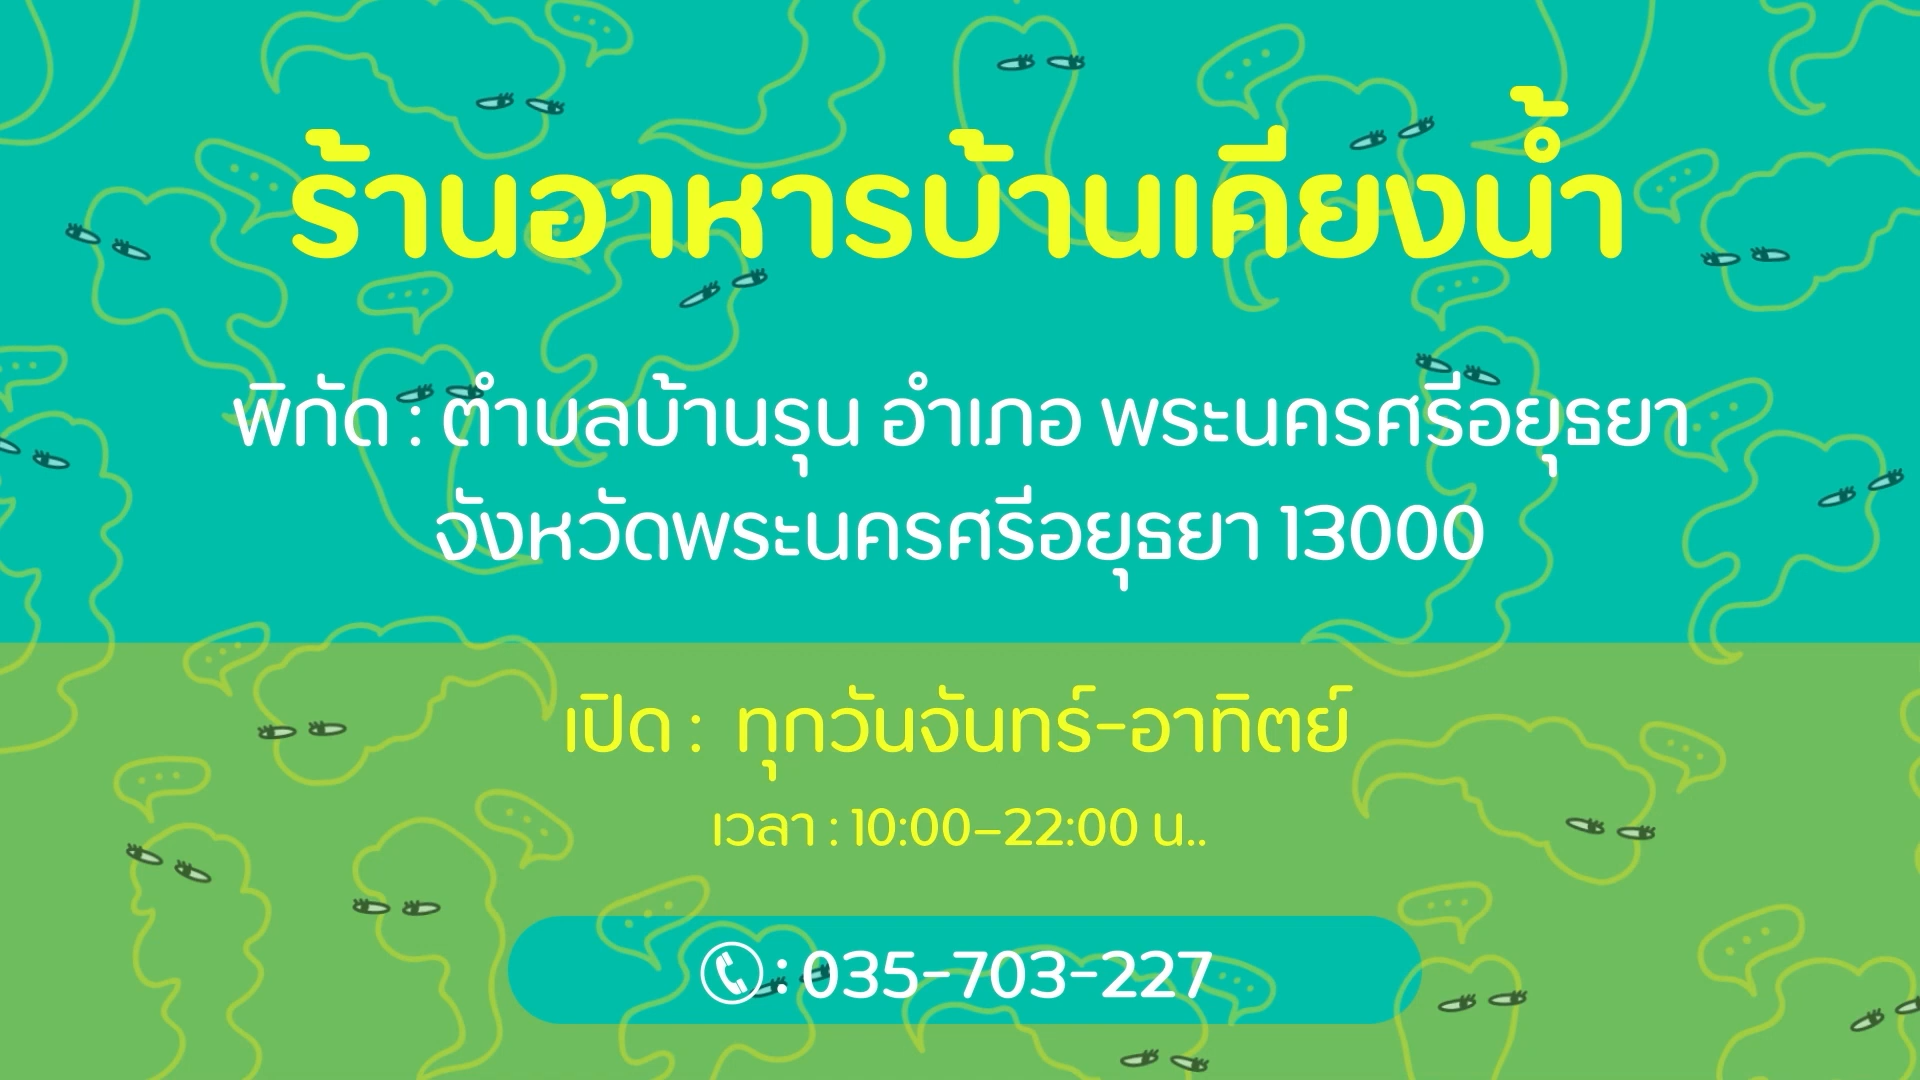 ร้านอาหารบ้านเคียงน้ำ
พิกัด : ตำบลบ้านรุน อำเภอ พระนครศรีอยุธยา
จังหวัดพระนครศรีอยุธยา 13000
เปิด : ทุกวันจันทร์-อาทิตย์
เวลา : 10:00–22:00 น..
: 035-703-227